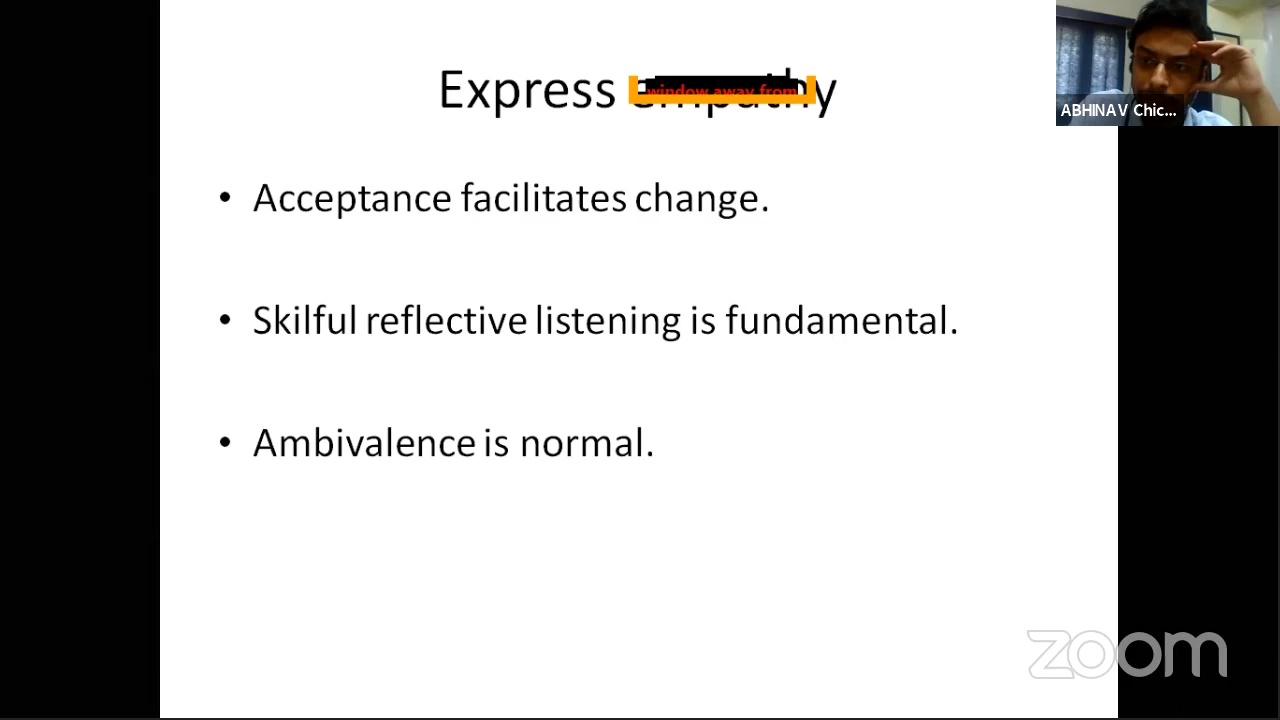 Express empathy
window away from
ABHINAV Chic...
• Acceptance facilitates change.
• Skilful reflective listening is fundamental.
• Ambivalence is normal.
zoom